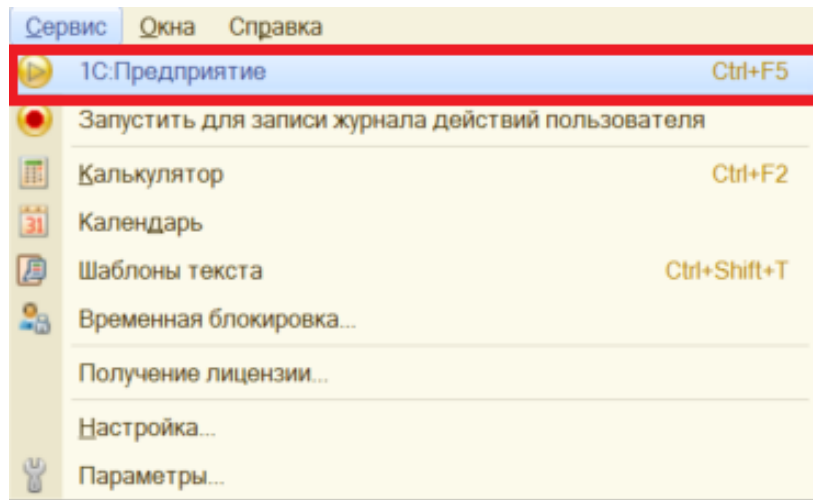 Сервис Окна Справка
1С:Предприятие Ctrl+F5
Запустить для записи журнала действий пользователя
Калькулятор Ctrl+F2
31 Календарь
Шаблоны текста Ctrl+Shift+T
Временная блокировка...
Получение лицензии...
Настройка...
Параметры...